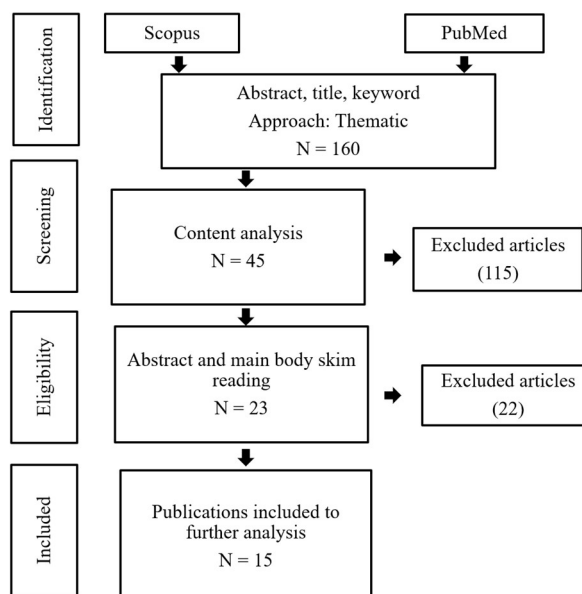 Identification
Scopus
PubMed
Abstract, title, keyword
Approach: Thematic
N = 160
Screening
Content analysis
N = 45
Excluded articles
(115)
Eligibility
Abstract and main body skim
reading
N = 23
Excluded articles
(22)
Included
Publications included to
further analysis
N = 15